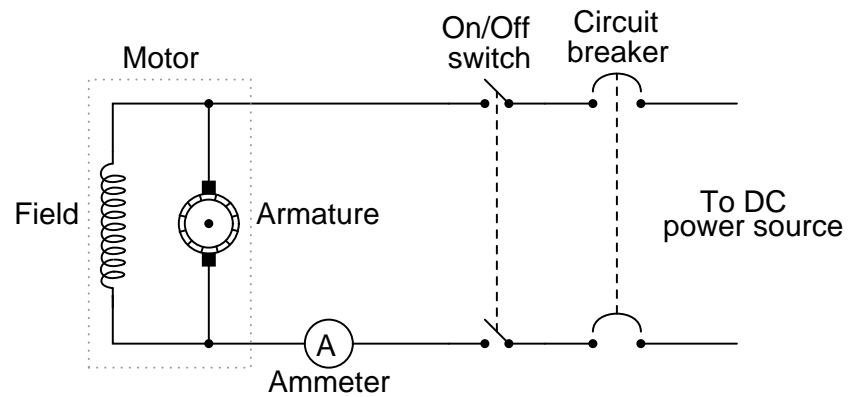 On/Off
switch
Circuit
breaker
Motor
Field
Armature
To DC
power source
A
Ammeter